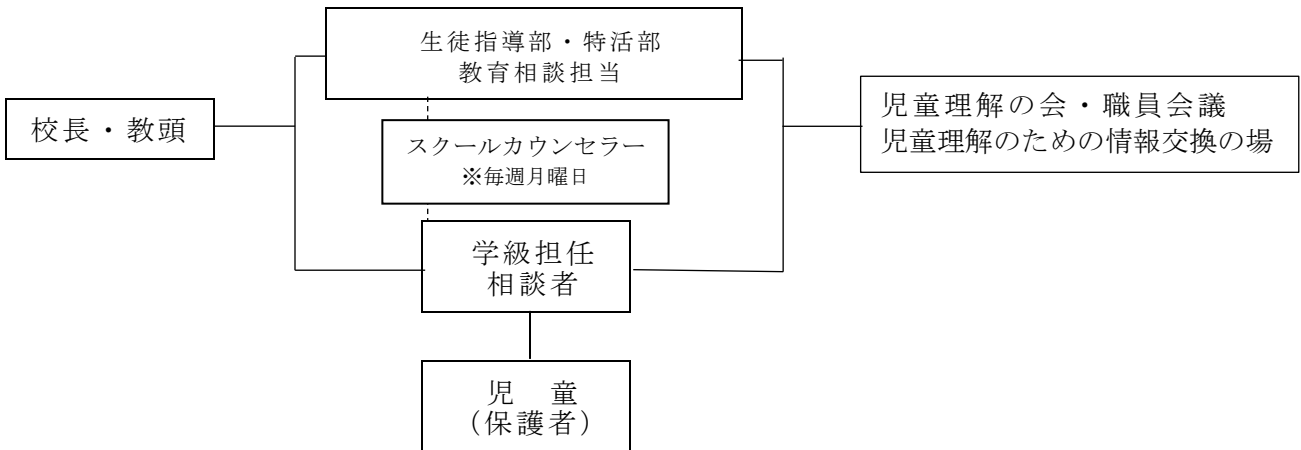 生徒指導部・特活部
教育相談担当
校長・教頭
児童理解の会・職員会議
児童理解のための情報交換の場
スクールカウンセラー
※毎週月曜日
学級担任
相談者
児　童
（保護者）